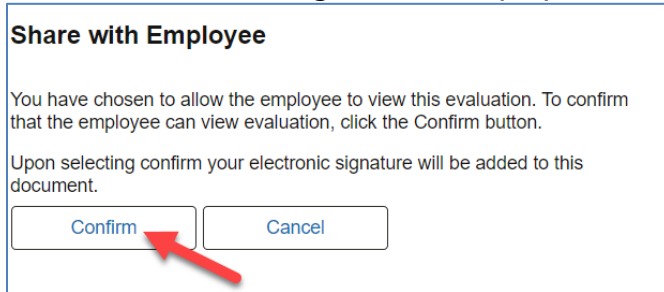 Share with Employee
You have chosen to allow the employee to view this evaluation. To confirm
that the employee can view evaluation, click the Confirm button.
Upon selecting confirm your electronic signature will be added to this
document.
Confirm
Cancel